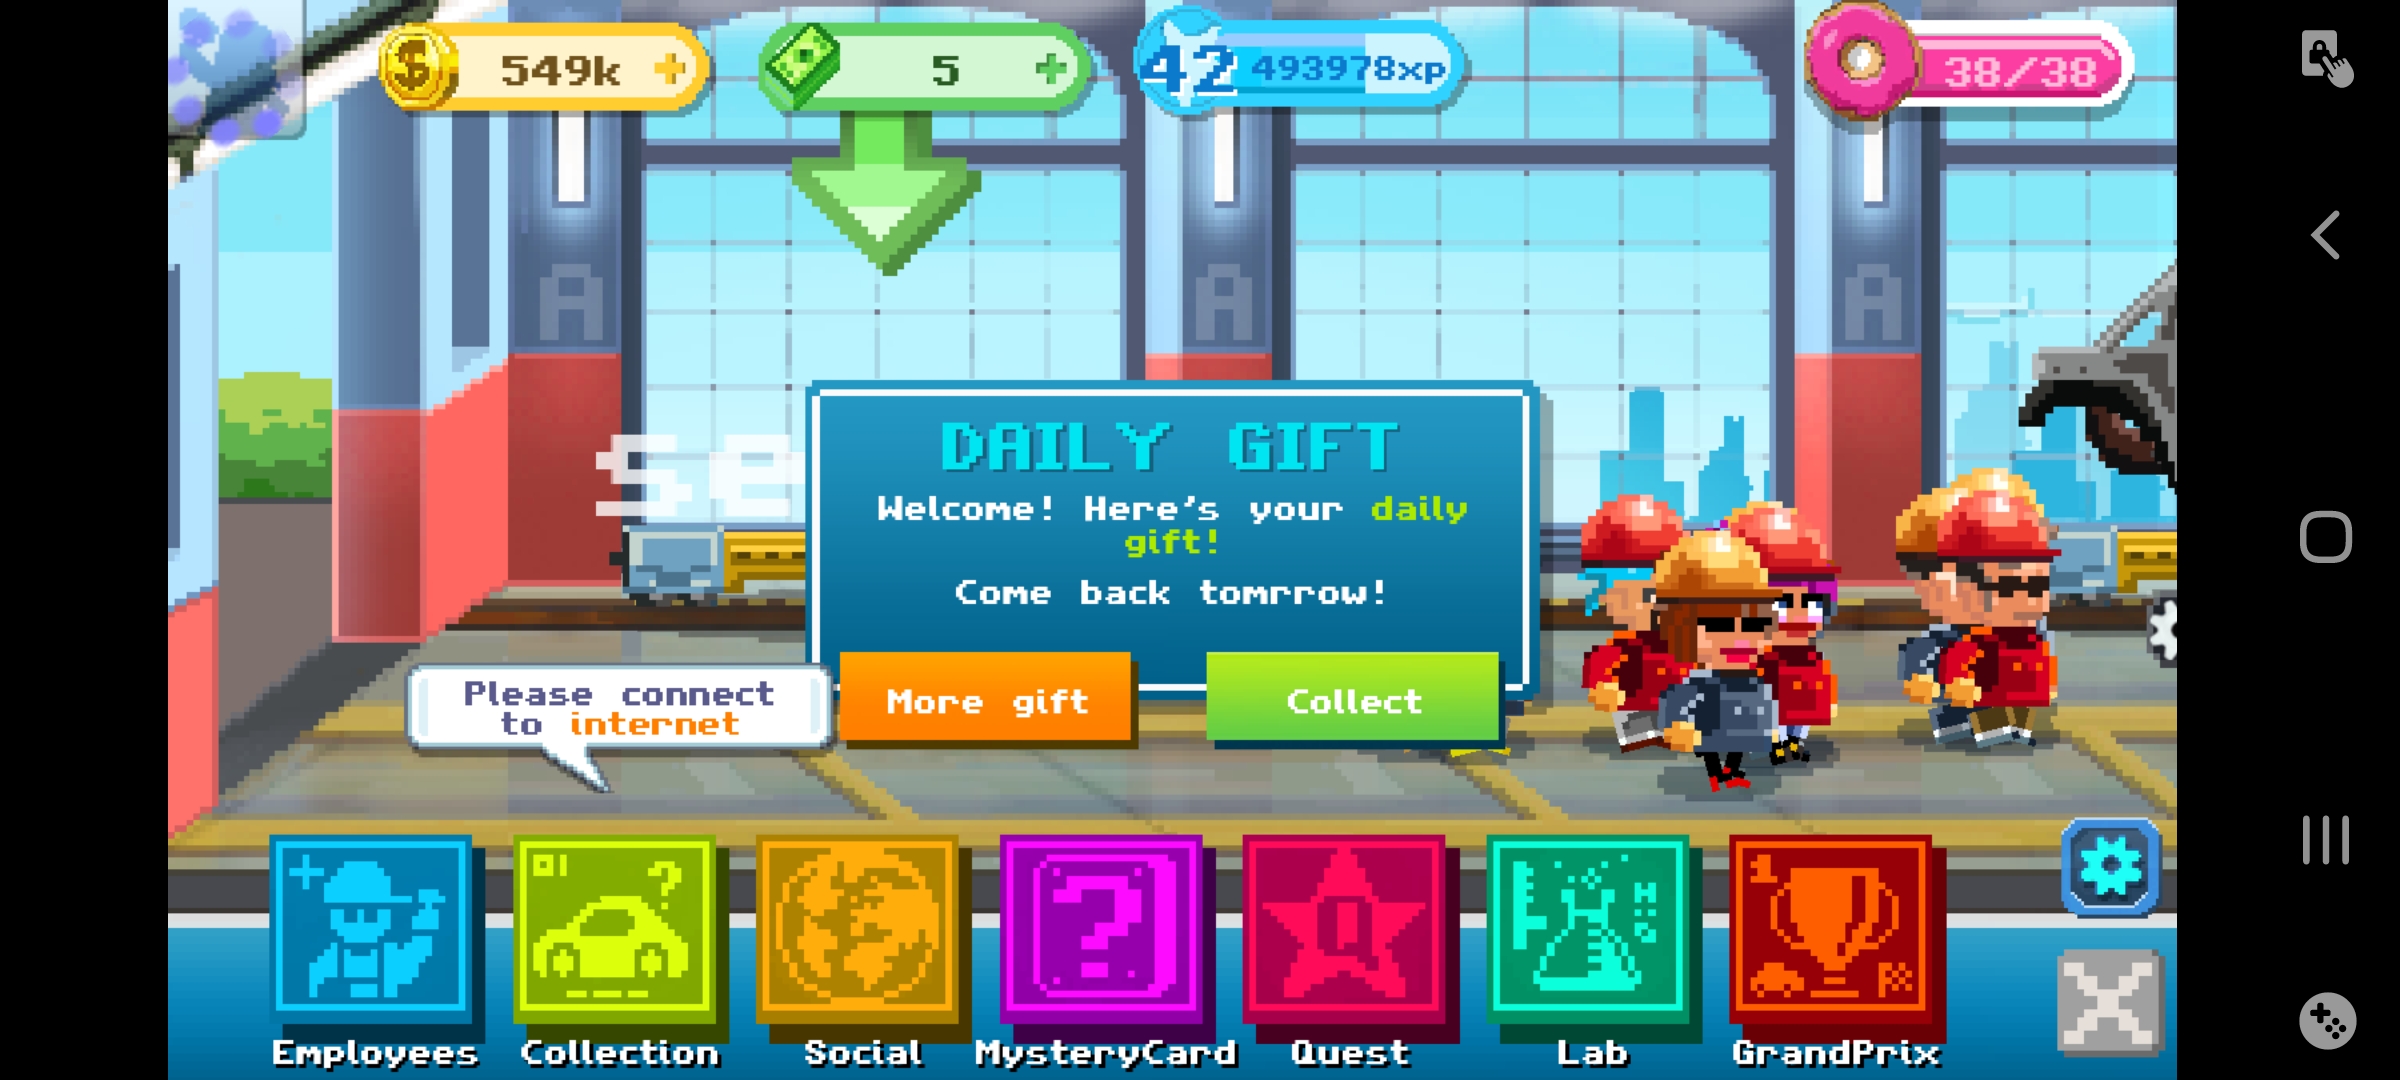 549k +
5 +
42 493978xp
38/38
A
A
A
se
DAILY GIFT
Welcome! Here's your daily
gift!
Come back tomrrow!
More gift
Collect
Please connect
to internet
Employees
Collection
Social
MysteryCard
Quest
Lab
GrandPrix